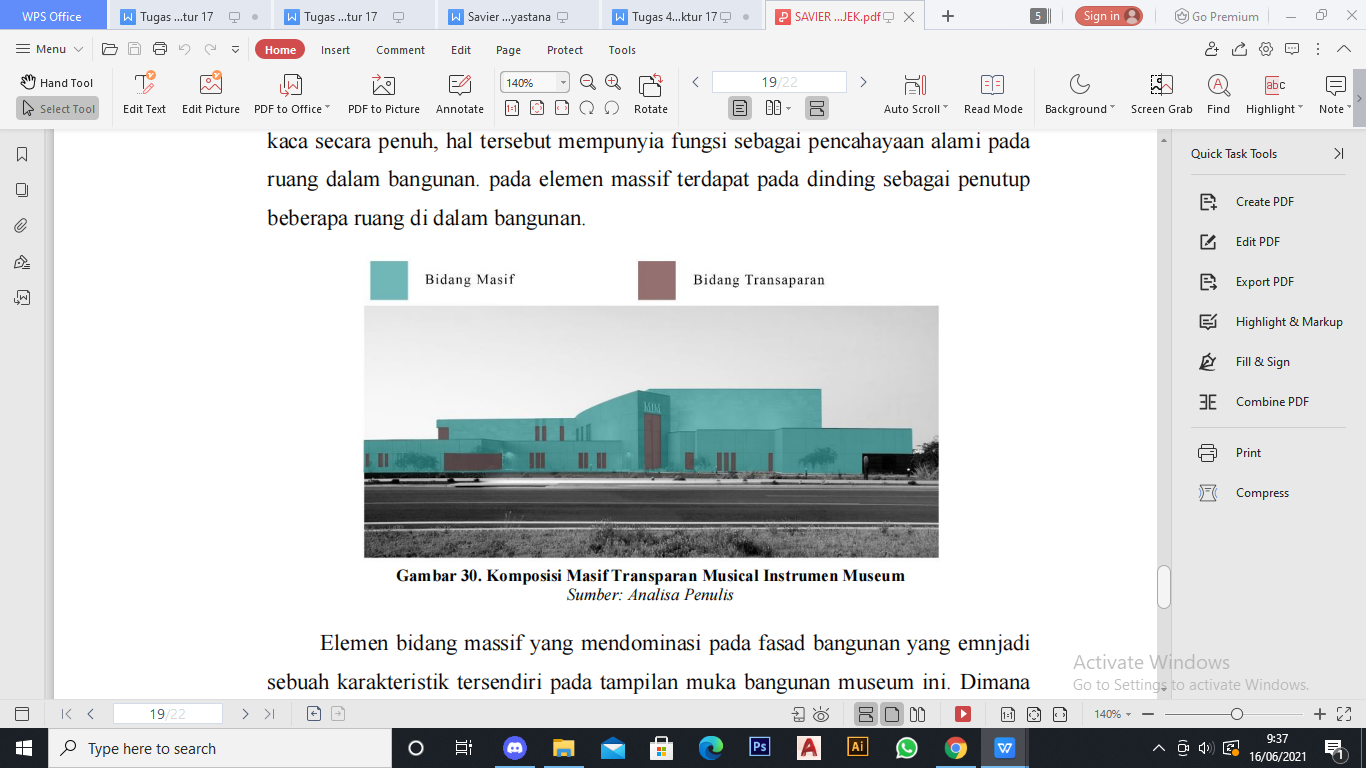 WPS Office
Tugas ...tur 17
Tugas ...tur 17
Savier ...yastana
Tugas 4...ktur 17
SAVIER ...JEK.pdf
5
Sign in
Go Premium
Menu
Home
Insert
Comment
Edit
Page
Protect
Tools
Hand Tool
Select Tool
Edit Text
Edit Picture
PDF to Office
PDF to Picture
Annotate
140%
Rotate
19/22
Auto Scroll
Read Mode
Background
Screen Grab
Find
Highlight
Note
kaca secara penuh, hal tersebut mempunyia fungsi sebagai pencahayaan alami pada
ruang dalam bangunan. pada elemen massif terdapat pada dinding sebagai penutup
beberapa ruang di dalam bangunan.
Bidang Masif
Bidang Transaparan
MIM
Gambar 30. Komposisi Masif Transparan Musical Instrumen Museum
Sumber: Analisa Penulis
Elemen bidang massif yang mendominasi pada fasad bangunan yang emnjadi
sebuah karakteristik tersendiri pada tampilan muka bangunan museum ini. Dimana
Quick Task Tools
Create PDF
Edit PDF
Export PDF
Highlight & Markup
Fill & Sign
Combine PDF
Print
Compress
Activate Windows
Go to Settings to activate Windows.
19/22
140%
Type here to search
Ps
Ai
9:37
16/06/2021
1